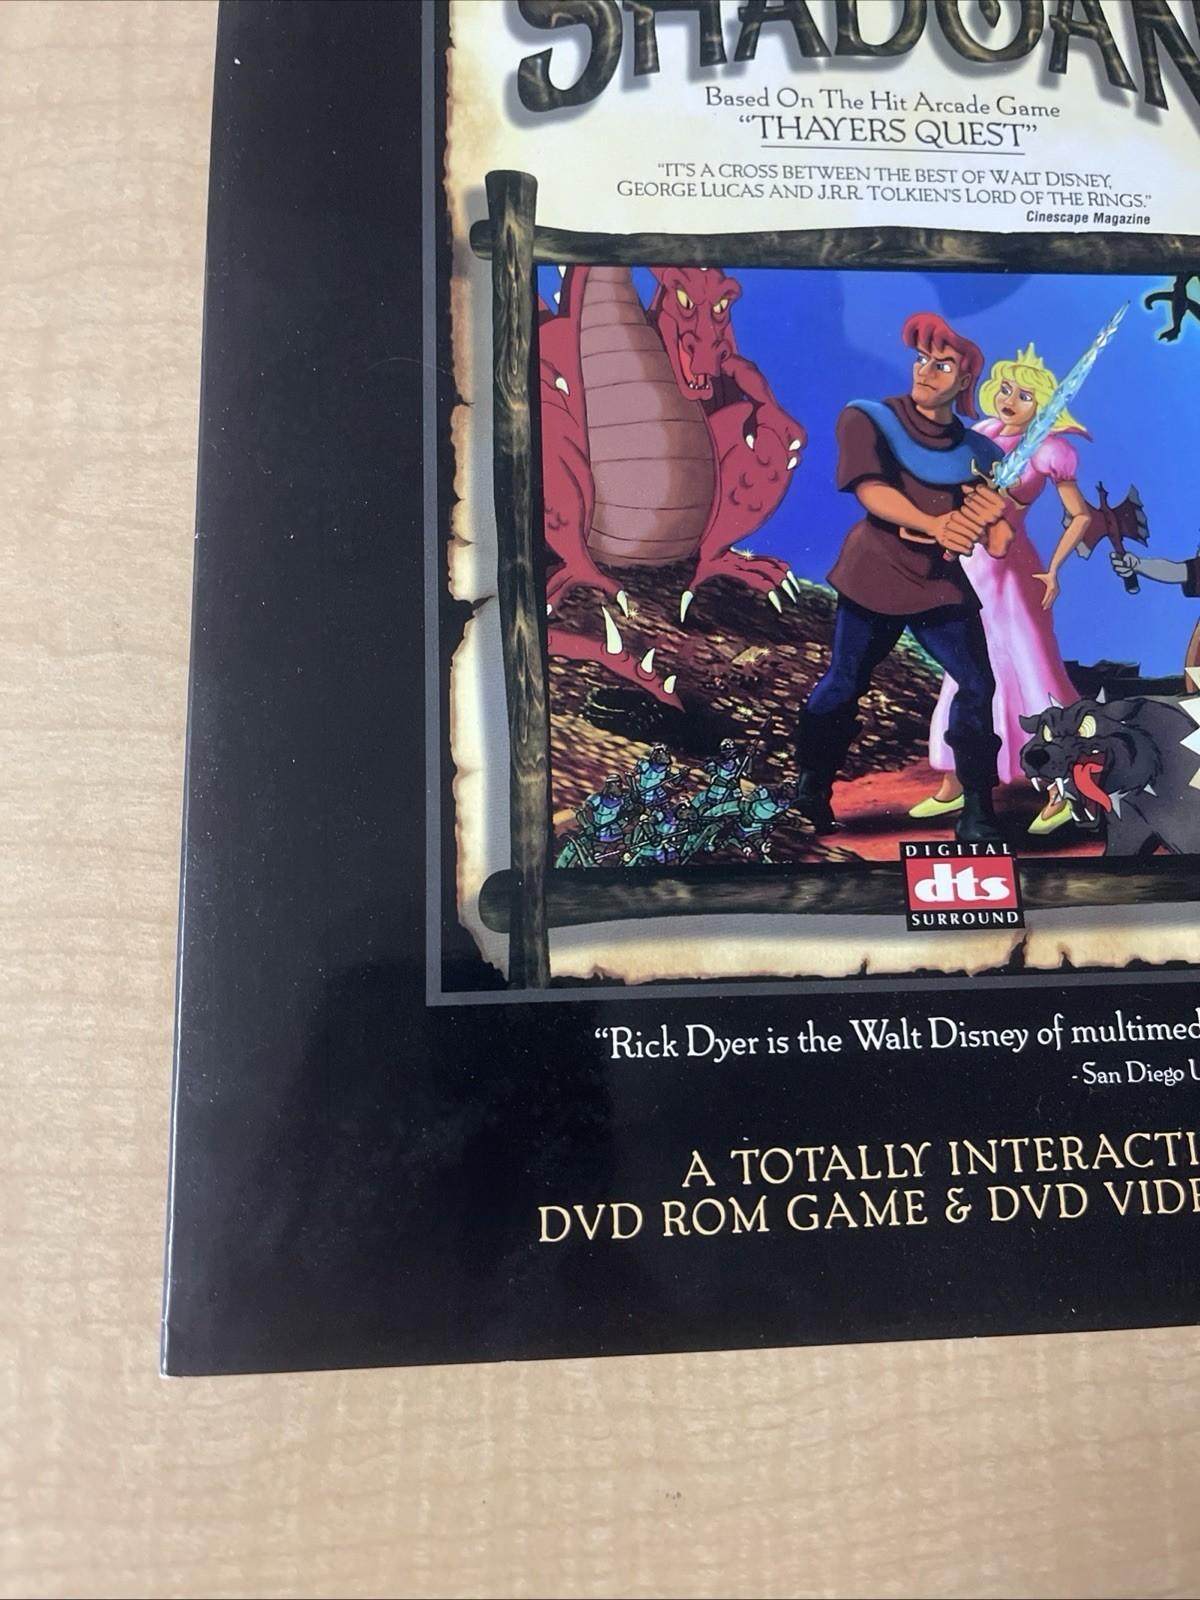 SHADOAN
Based On The Hit Arcade Game
“THAYERS QUEST”
“IT'S A CROSS BETWEEN THE BEST OF WALT DISNEY,
GEORGE LUCAS AND J.R.R. TOLKIEN'S LORD OF THE RINGS.”
Cinescape Magazine
DIGITAL
dts
SURROUND
“Rick Dyer is the Walt Disney of multimed
- San Diego U
A TOTALLY INTERACTI
DVD ROM GAME & DVD VIDE